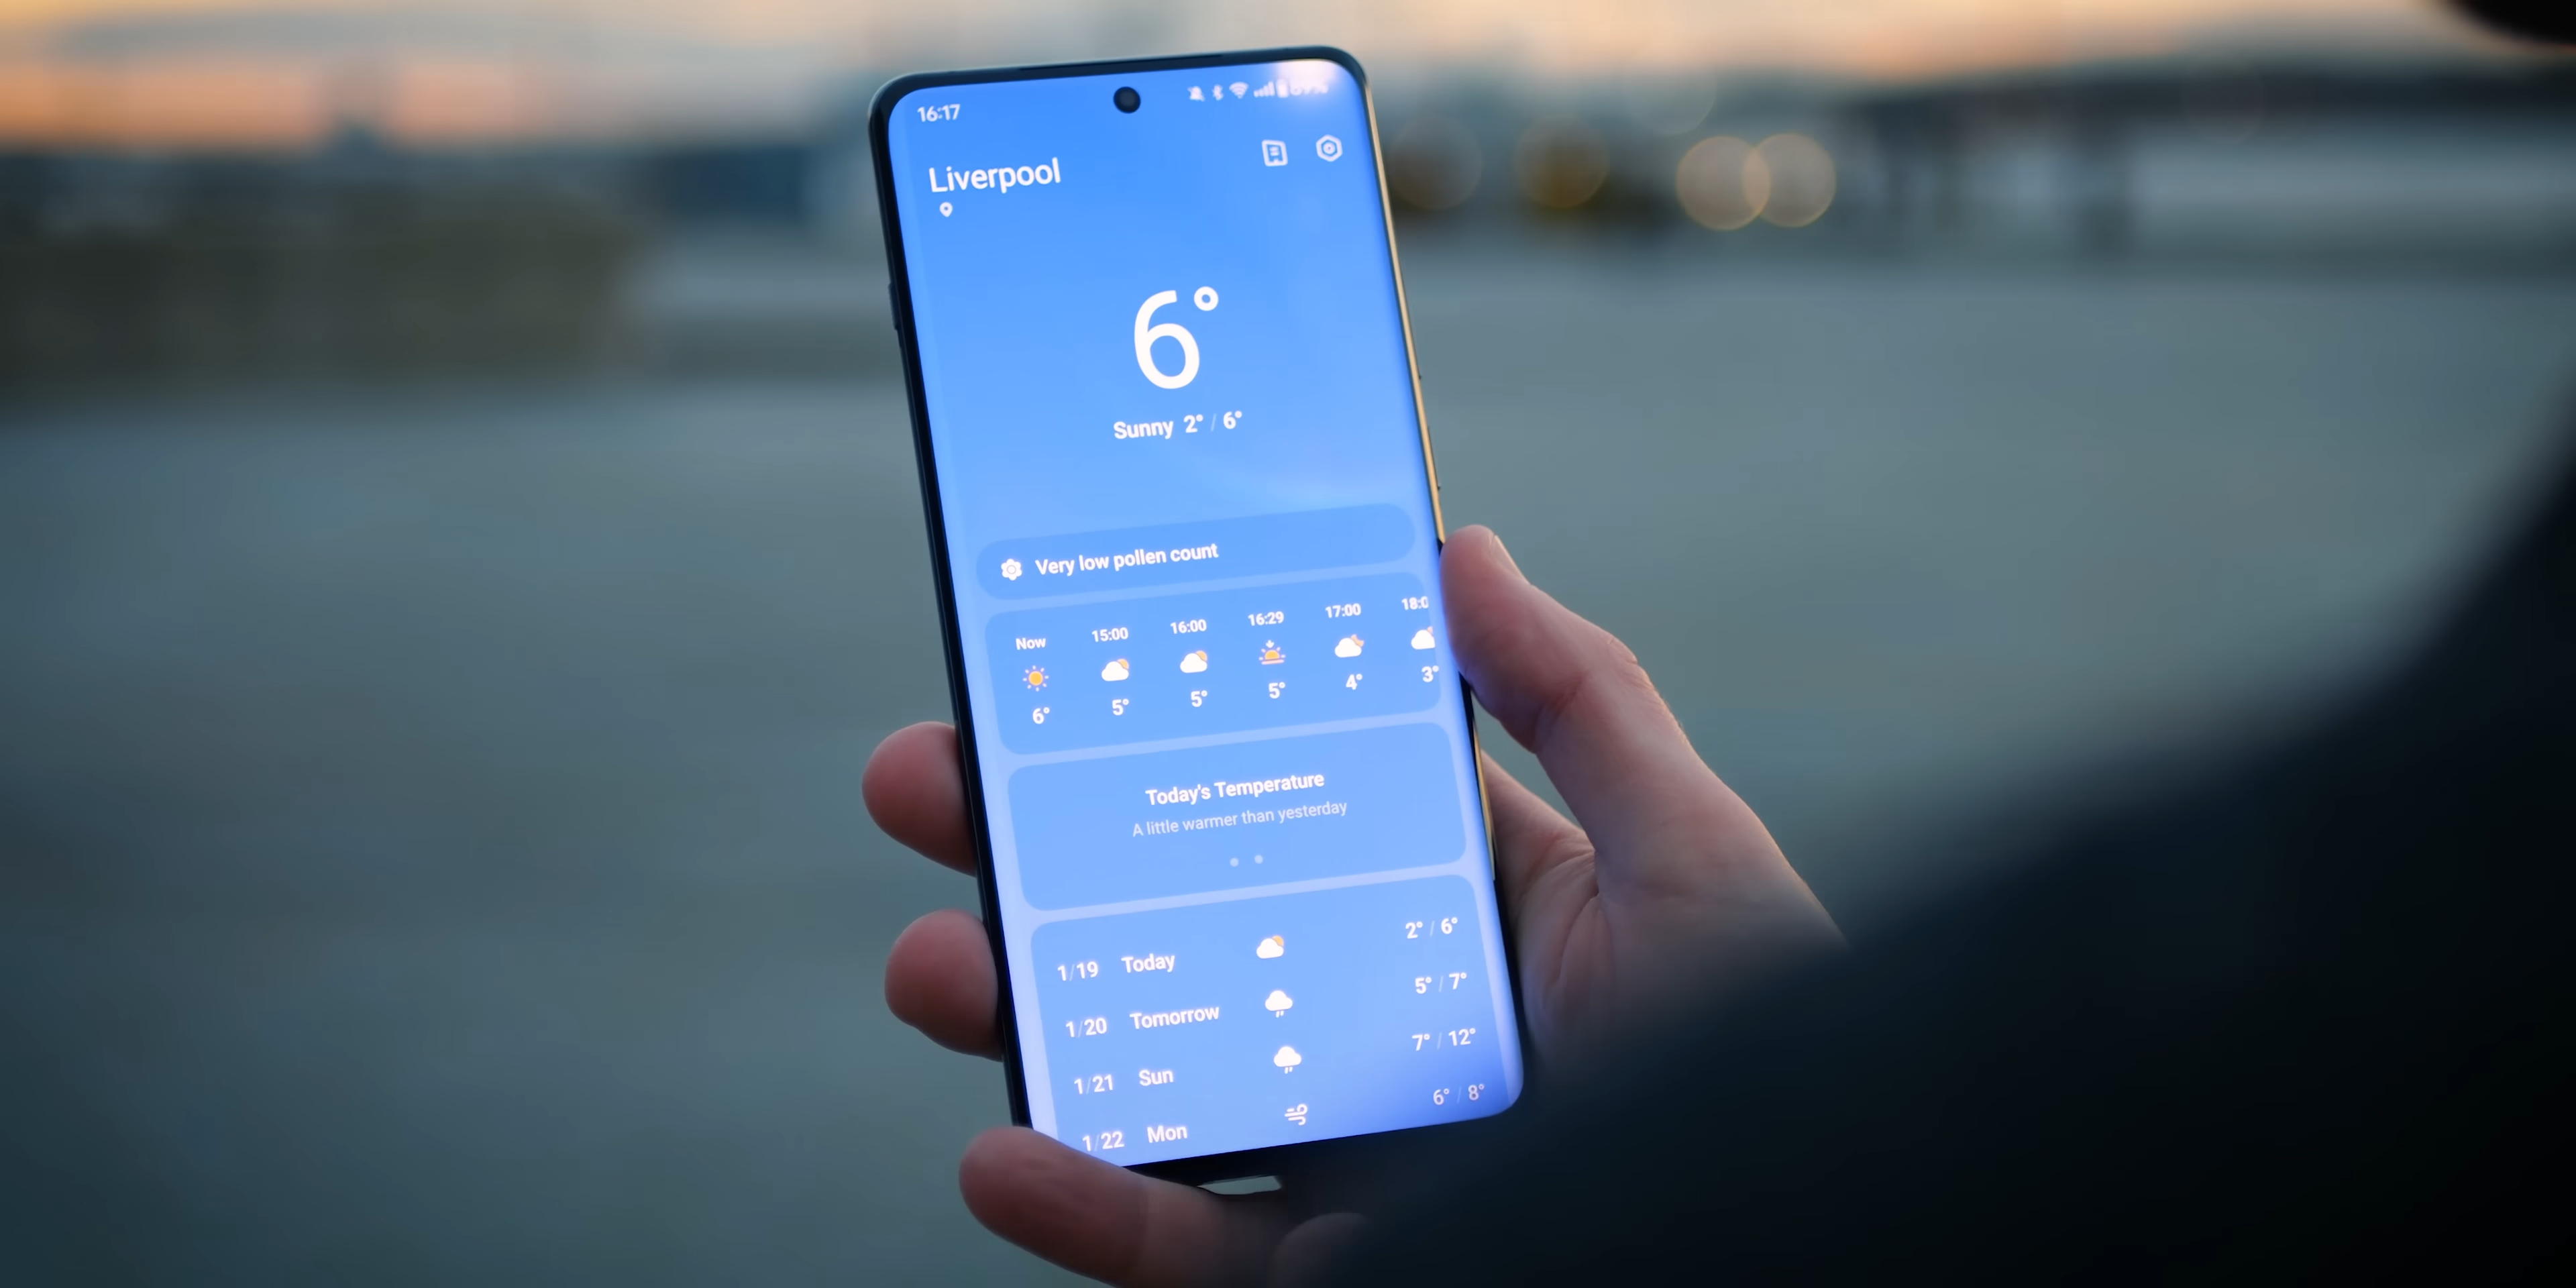 16:17
Liverpool
6°
Sunny 2° / 6°
Very low pollen count
Now 15:00 16:00 16:29 17:00 18:0
6° 5° 5° 5° 4° 3°
Today's Temperature
A little warmer than yesterday
1/19 Today 2° / 6°
1/20 Tomorrow 5° / 7°
1/21 Sun 7° / 12°
1/22 Mon 6° / 8°